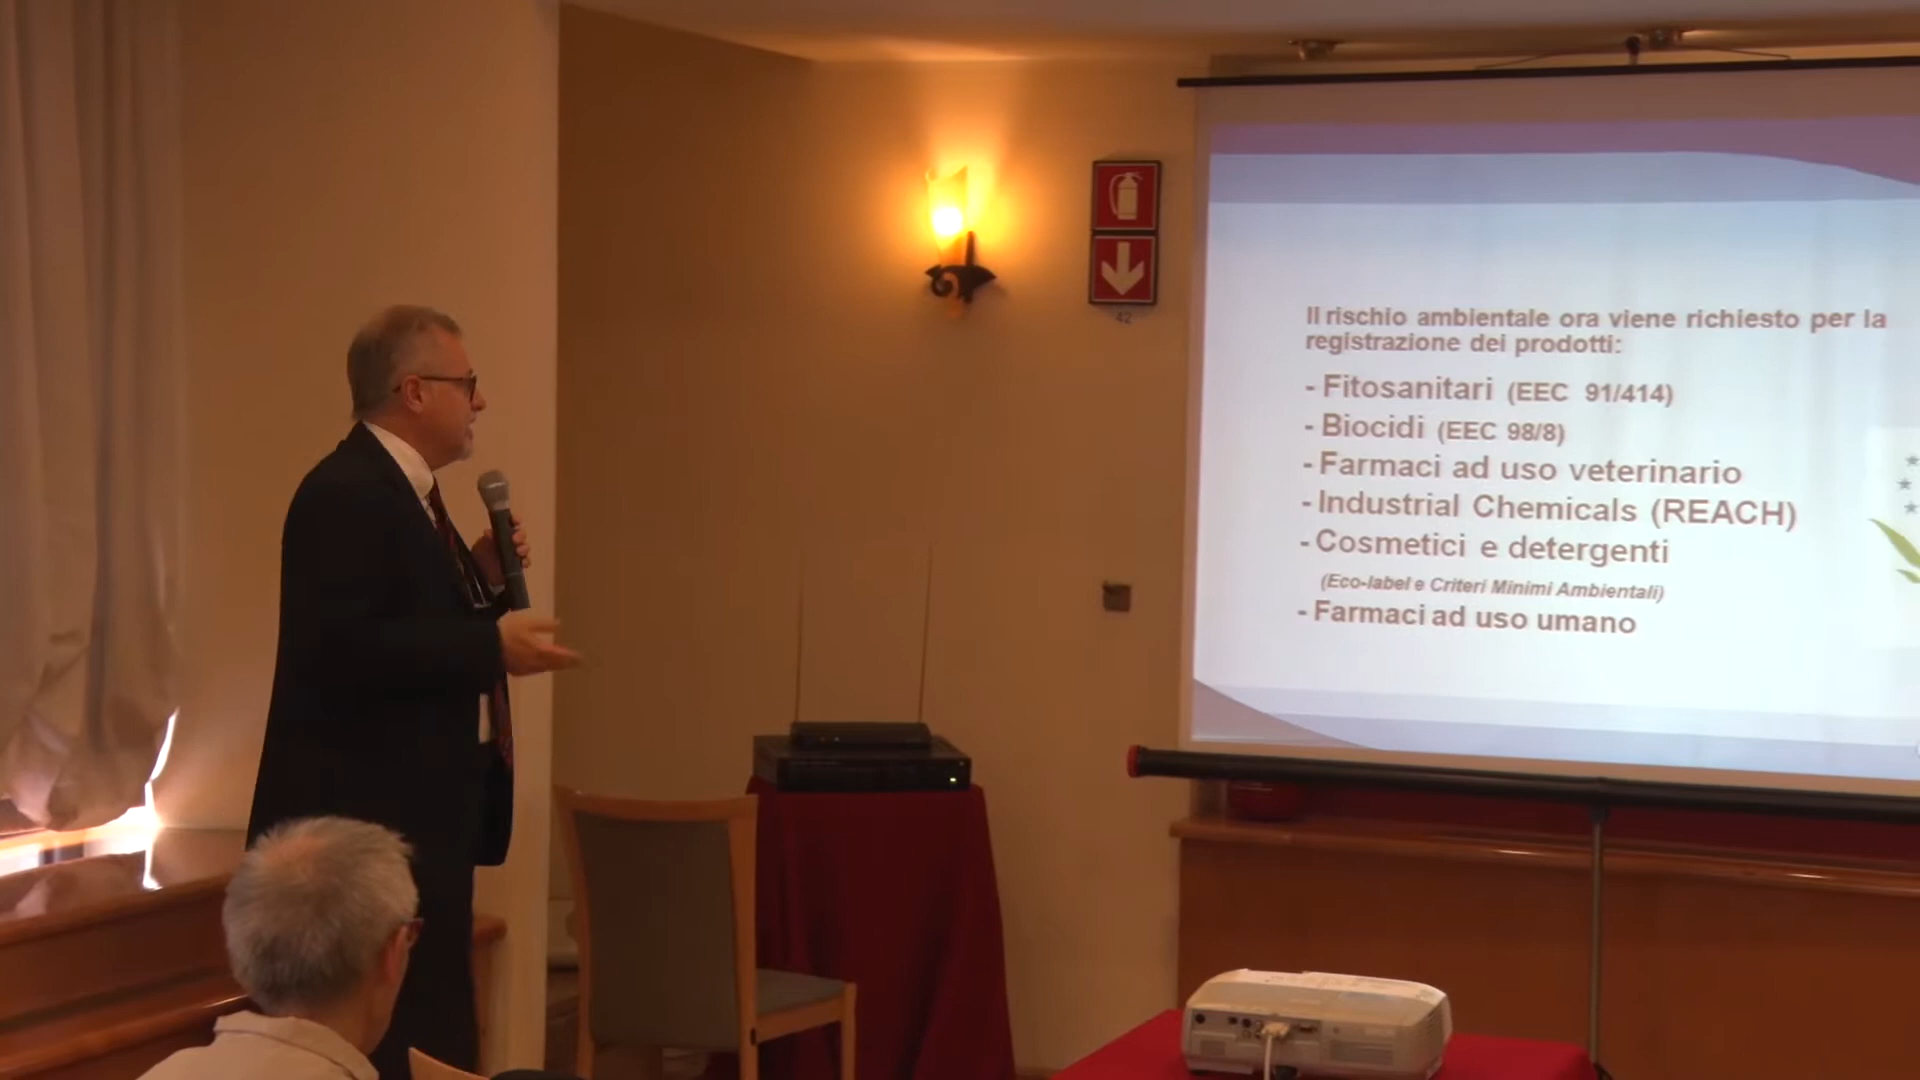 42
Il rischio ambientale ora viene richiesto per la
registrazione dei prodotti:
- Fitosanitari (EEC 91/414)
- Biocidi (EEC 98/8)
- Farmaci ad uso veterinario
- Industrial Chemicals (REACH)
- Cosmetici e detergenti
(Eco-label e Criteri Minimi Ambientali)
- Farmaci ad uso umano